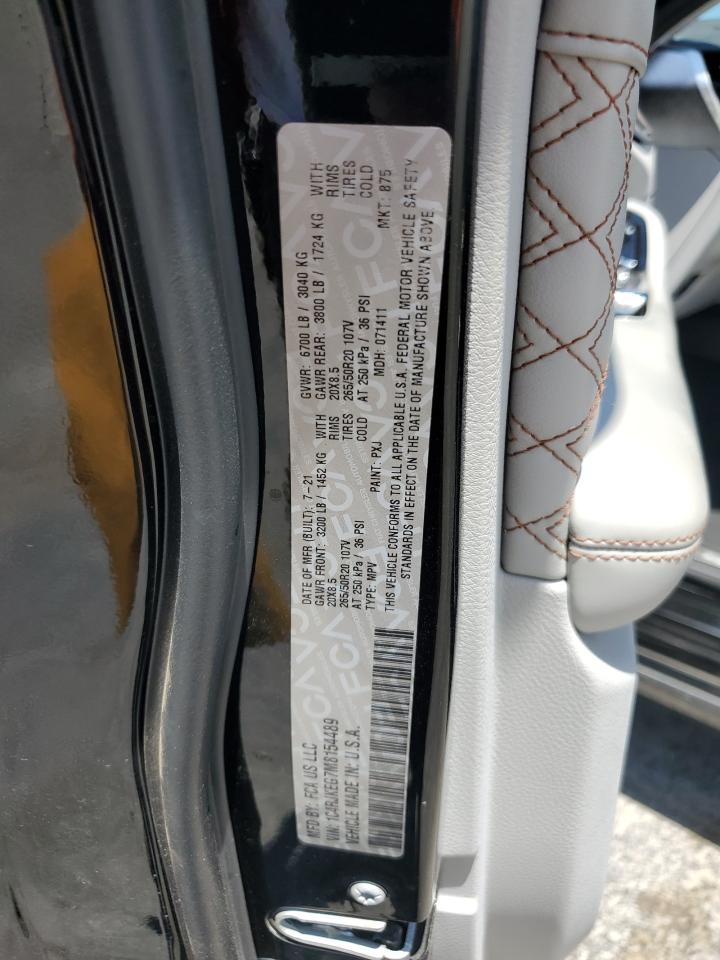 MFD BY: FCA US LLC
DATE OF MFR (BUILT): 7-21
GVWR: 6700 LB / 3040 KG
GAWR FRONT: 3200 LB / 1452 KG WITH
GAWR REAR: 3800 LB / 1724 KG WITH
20X8.5 RIMS
20X8.5 RIMS
265/50R20 107V TIRES
265/50R20 107V TIRES
AT 250 kPa / 36 PSI COLD
AT 250 kPa / 36 PSI COLD
VIN: 1C4RJKEG7M8154489
TYPE: MPV
PAINT: PXJ
MDH: 071411
MKT: 875
VEHICLE MADE IN: U.S.A.
THIS VEHICLE CONFORMS TO ALL APPLICABLE U.S.A. FEDERAL MOTOR VEHICLE SAFETY
STANDARDS IN EFFECT ON THE DATE OF MANUFACTURE SHOWN ABOVE